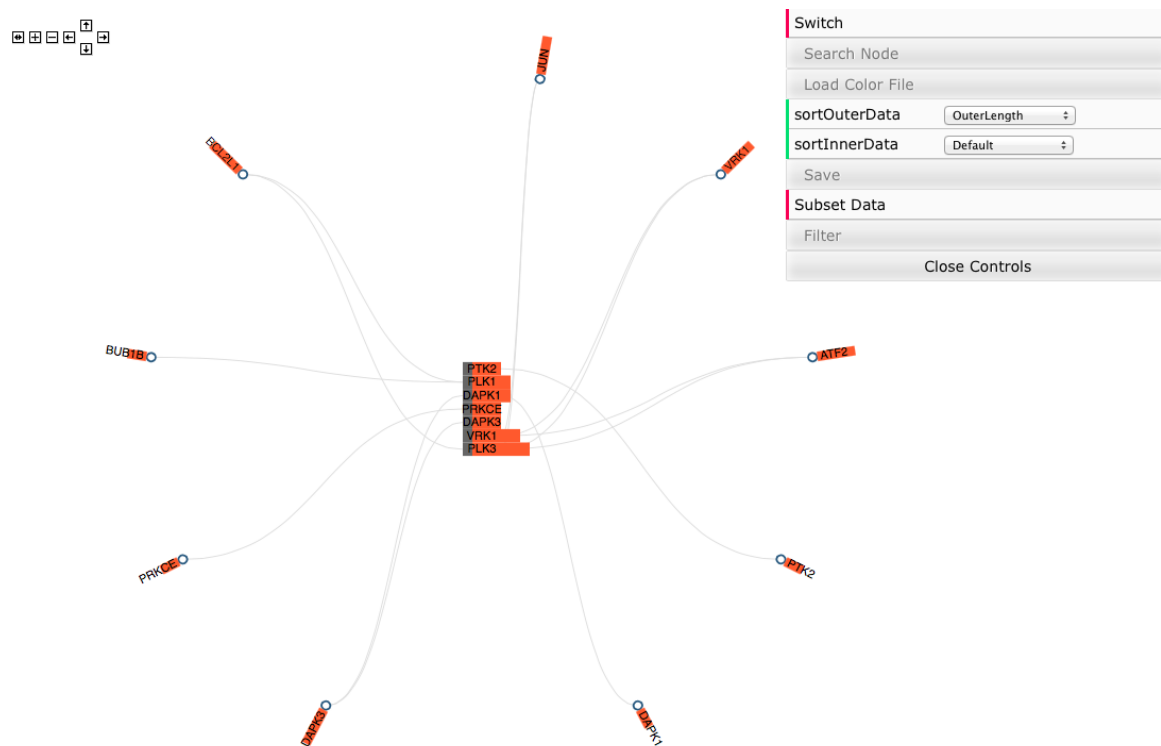 Switch
Search Node
Load Color File
sortOuterData OuterLength
sortInnerData Default
Save
Subset Data
Filter
Close Controls
JUN
BCL2L1
VRK1
BUB1B
ATF2
PTK2
PLK1
DAPK1
PRKCE
DAPK3
VRK1
PLK3
PRKCE
PTK2
DAPK3
DAPK1